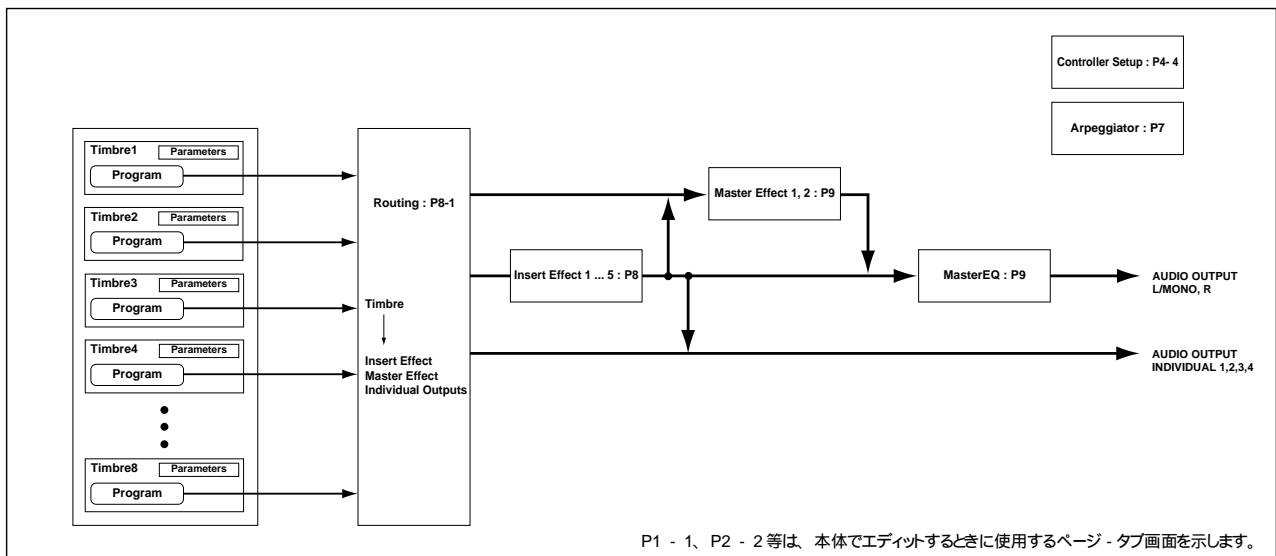 Controller Setup : P4- 4
Arpeggiator : P7
Timbre1 Parameters
Program
Timbre2 Parameters
Program
Timbre3 Parameters
Program
Timbre4 Parameters
Program
Timbre8 Parameters
Program
Routing : P8-1
Timbre
Insert Effect
Master Effect
Individual Outputs
Insert Effect 1 ... 5 : P8
Master Effect 1, 2 : P9
MasterEQ : P9
AUDIO OUTPUT
L/MONO, R
AUDIO OUTPUT
INDIVIDUAL 1,2,3,4
P1 - 1、P2 - 2 等は、本体でエディットするときに使用するページ - タブ画面を示します。